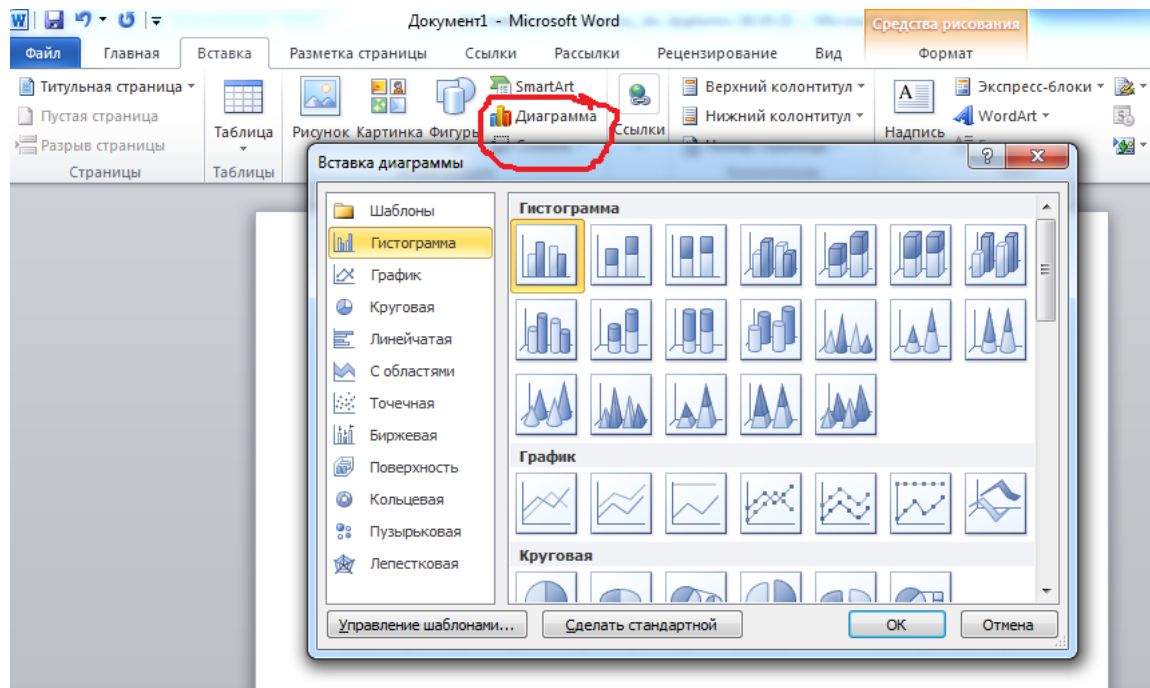 Документ1 - Microsoft Word
Средства рисования
Файл Главная Вставка Разметка страницы Ссылки Рассылки Рецензирование Вид Формат
Титульная страница
Пустая страница
Разрыв страницы
Страницы
Таблица
Таблицы
Рисунок Картинка Фигуры
SmartArt
Диаграмма
Ссылки
Верхний колонтитул
Нижний колонтитул
Надпись
Экспресс-блоки
WordArt
Вставка диаграммы
Шаблоны
Гистограмма
График
Круговая
Линейчатая
С областями
Точечная
Биржевая
Поверхность
Кольцевая
Пузырьковая
Лепестковая
Гистограмма
График
Круговая
Управление шаблонами...
Сделать стандартной
ОК
Отмена